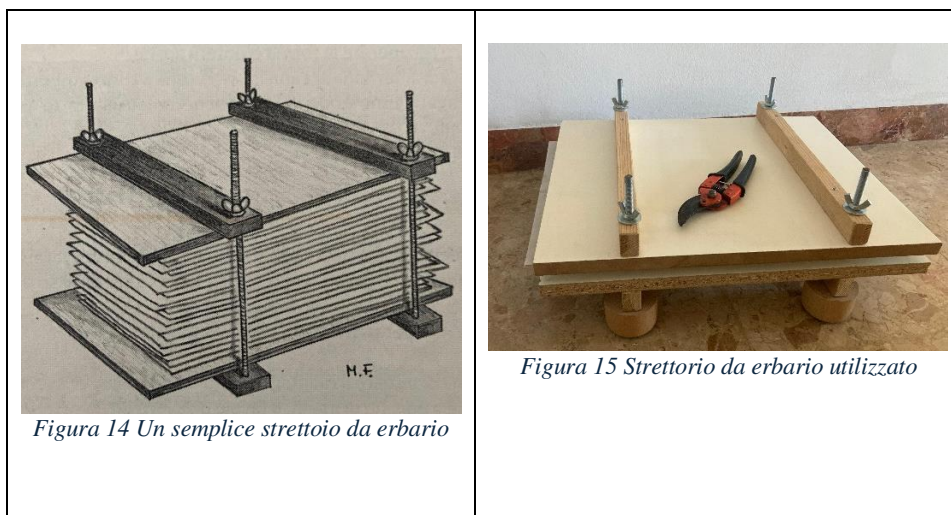 M.F.
Figura 14 Un semplice strettoio da erbario
Figura 15 Strettorio da erbario utilizzato